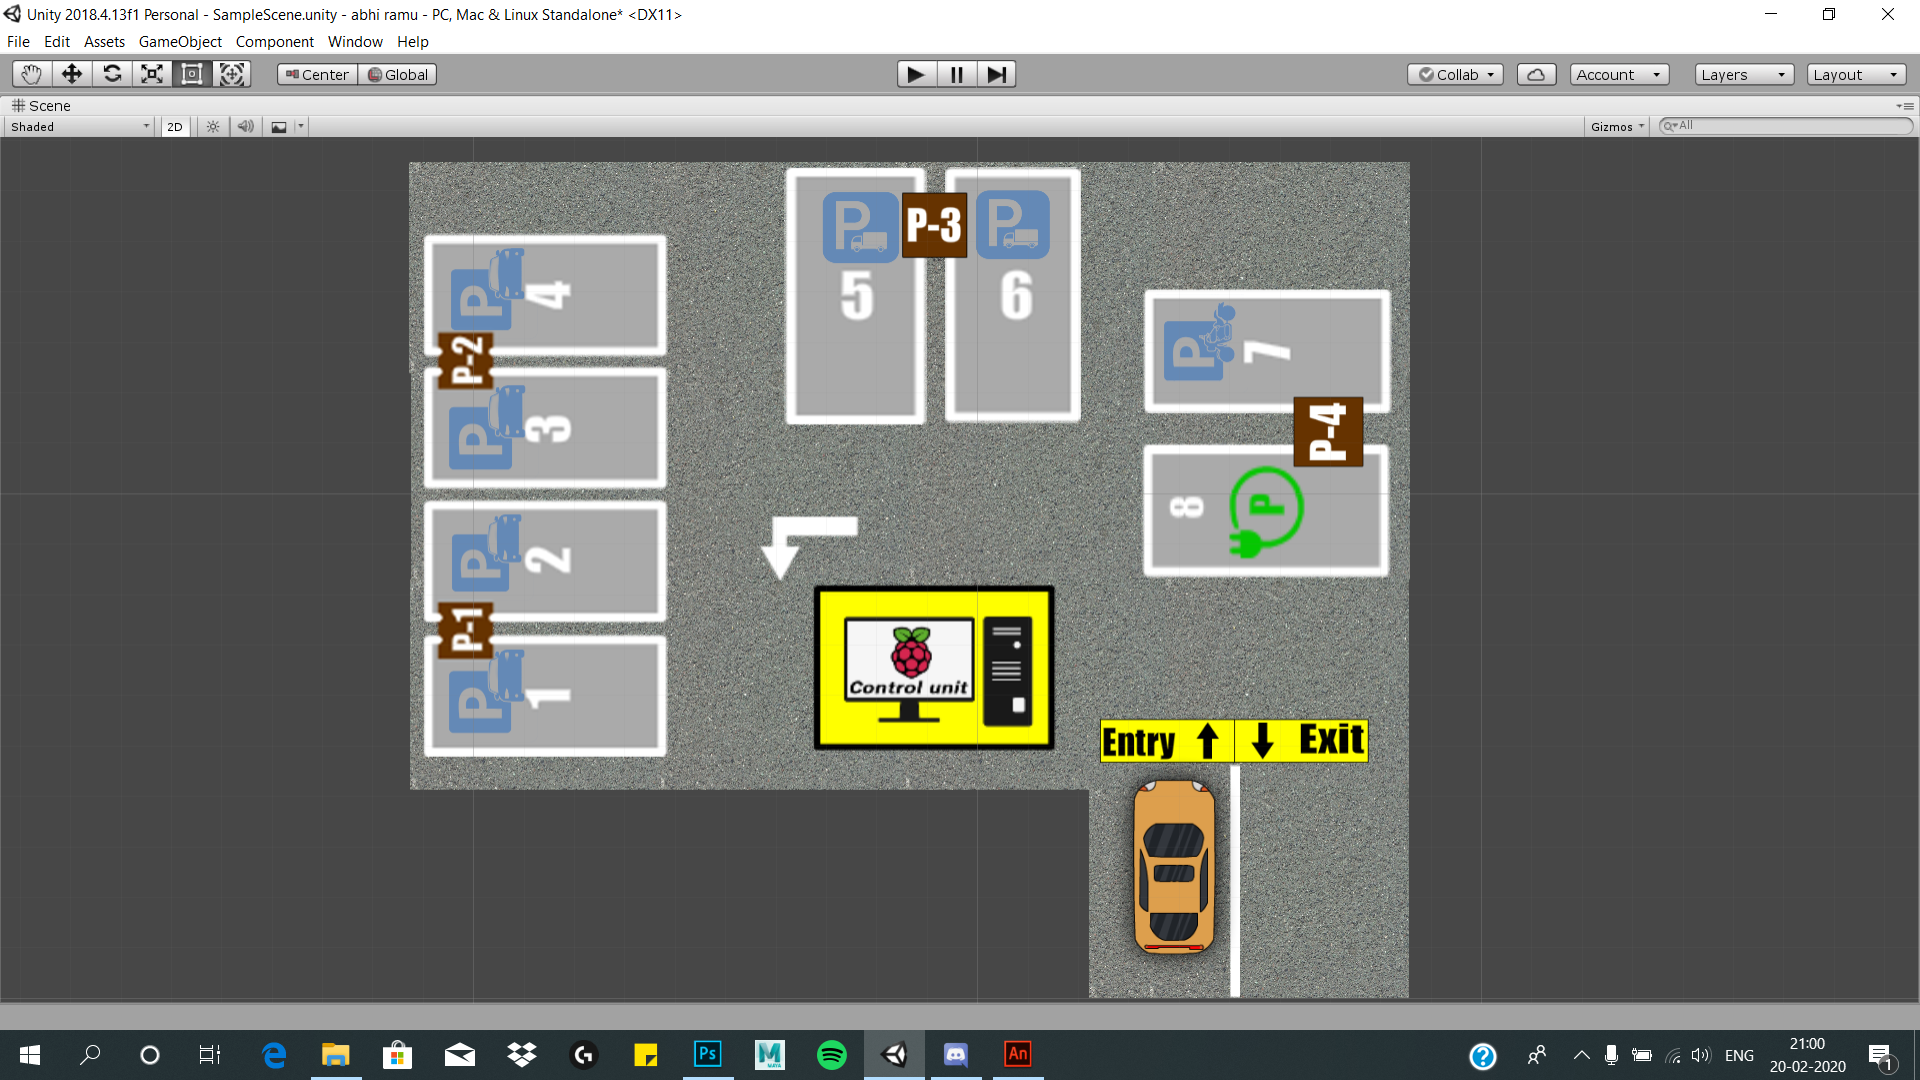 Unity 2018.4.13f1 Personal - SampleScene.unity - abhi ramu - PC, Mac & Linux Standalone* <DX11>
File Edit Assets GameObject Component Window Help
Center Global Collab Account Layers Layout
Scene
Shaded 2D Gizmos All
P 4
P-2
P 3
P 2
P-1
P 1
P 5
P-3
P 6
P 7
P-4
8 P
Control unit
Entry Exit
Ps
MAYA
An
ENG
21:00
20-02-2020
1